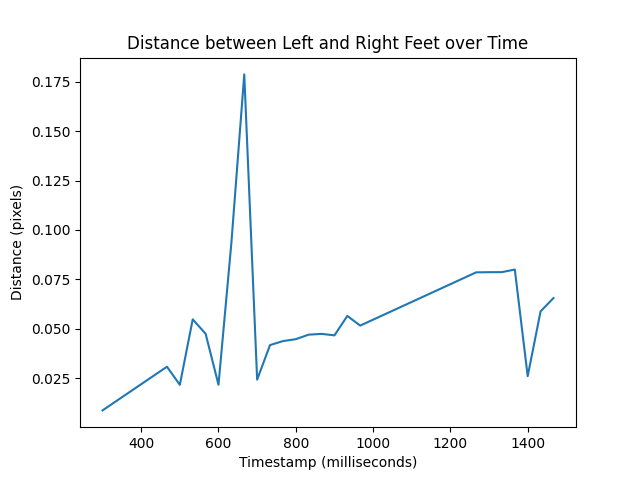 Distance between Left and Right Feet over Time
0.175
0.150
0.125
0.100
0.075
0.050
0.025
Distance (pixels)
400 600 800 1000 1200 1400
Timestamp (milliseconds)